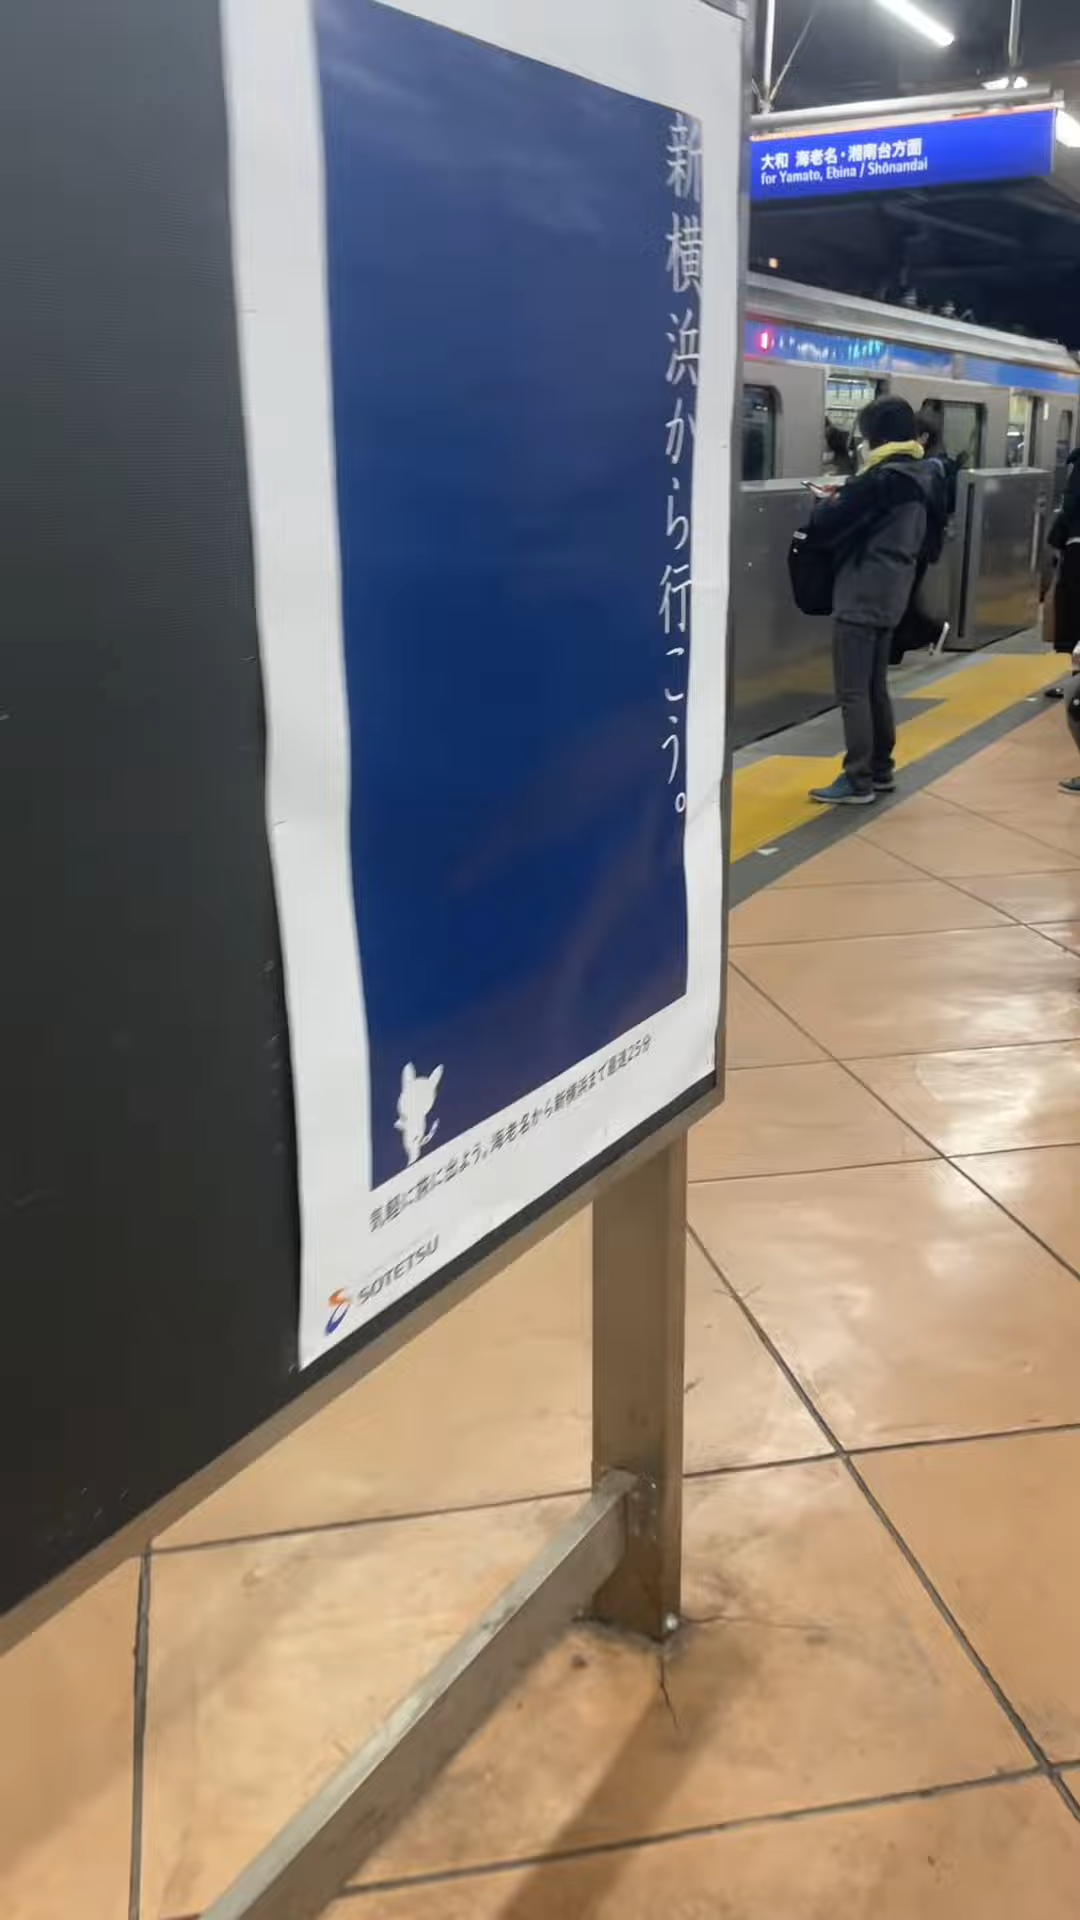 新横浜から行こう。
気軽に旅に出よう。海老名から新横浜まで最速25分
SOTETSU
大和 海老名・湘南台方面
for Yamato, Ebina / Shōnandai